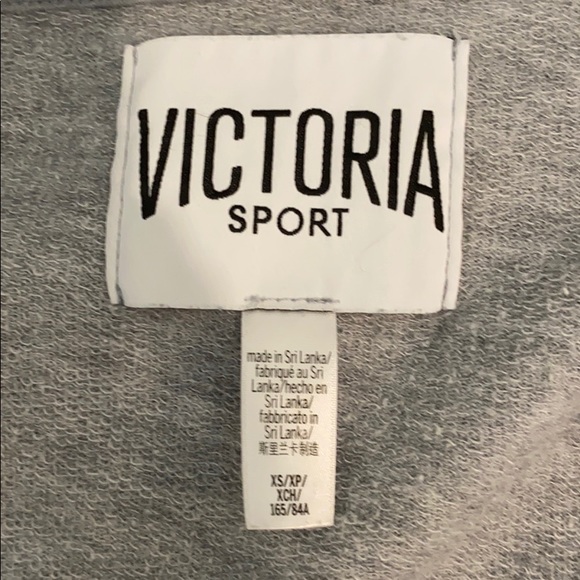 VICTORIA
SPORT
made in Sri Lanka/
fabriqué au Sri
Lanka/hecho en
Sri Lanka/
fabbricato in
Sri Lanka/
斯里兰卡制造
XS/XP/
XCH/
165/84A